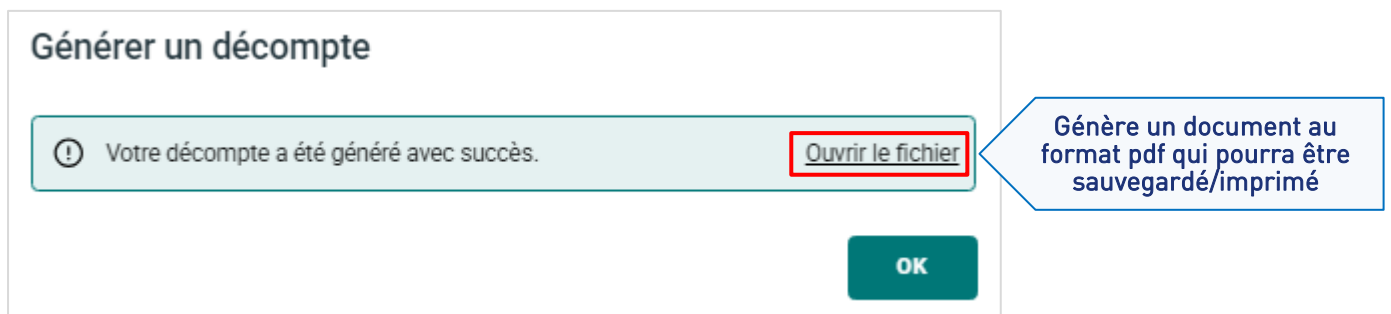 Générer un décompte
Votre décompte a été généré avec succès.
Ouvrir le fichier
Génère un document au
format pdf qui pourra être
sauvegardé/imprimé
OK